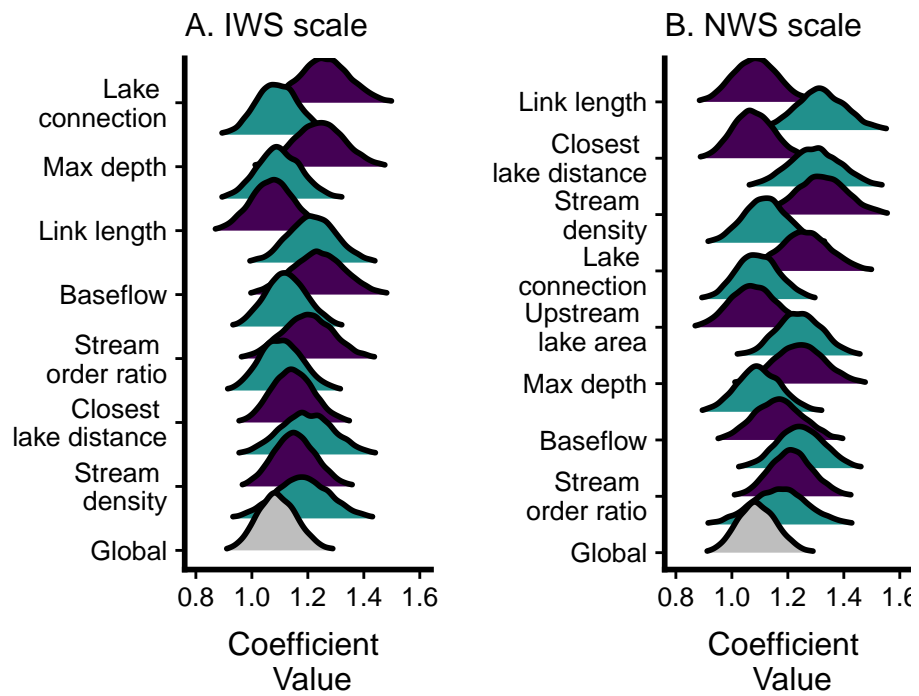 A. IWS scale
Lake
connection
Max depth
Link length
Baseflow
Stream
order ratio
Closest
lake distance
Stream
density
Global
0.8 1.0 1.2 1.4 1.6
Coefficient
Value
B. NWS scale
Link length
Closest
lake distance
Stream
density
Lake
connection
Upstream
lake area
Max depth
Baseflow
Stream
order ratio
Global
0.8 1.0 1.2 1.4 1.6
Coefficient
Value